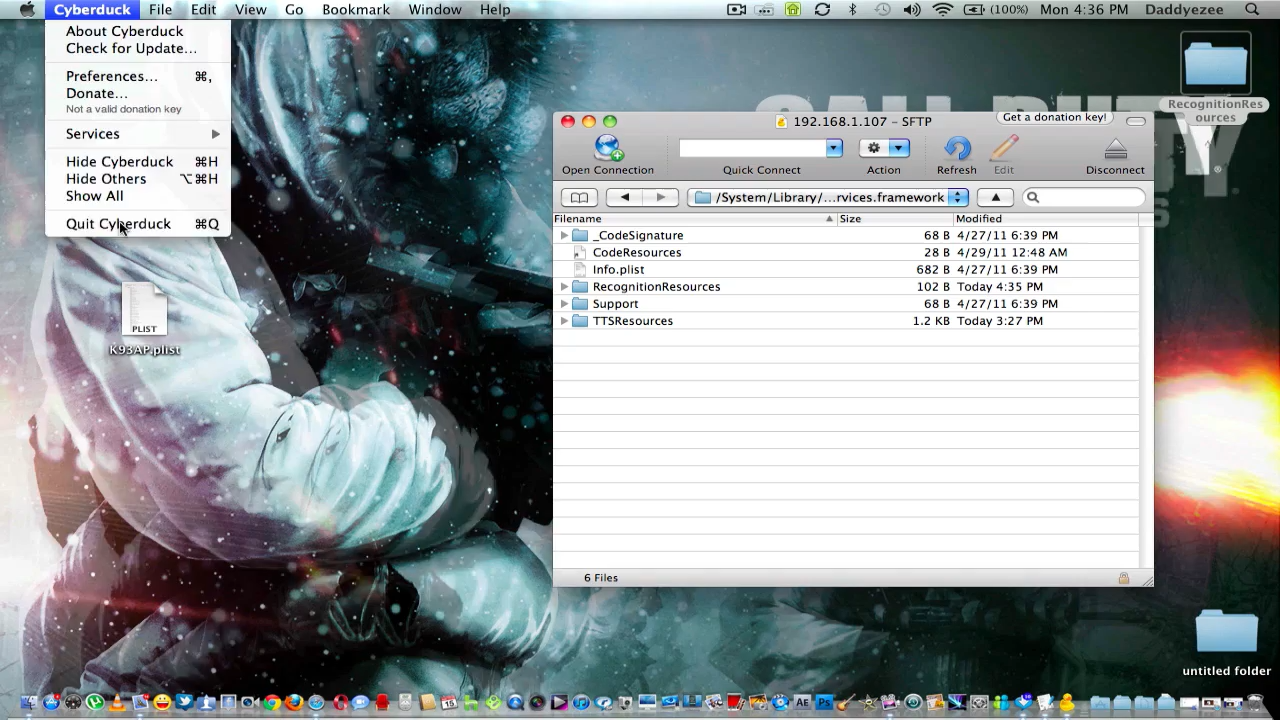 Cyberduck File Edit View Go Bookmark Window Help (100%) Mon 4:36 PM Daddyezee
About Cyberduck
Check for Update…
Preferences… ⌘,
Donate…
Not a valid donation key
Services
Hide Cyberduck ⌘H
Hide Others ⌥⌘H
Show All
Quit Cyberduck ⌘Q
K93AP.plist
PLIST
CALL DUTY
192.168.1.107 – SFTP
Get a donation key!
Open Connection
Quick Connect
Action
Refresh
Edit
Disconnect
/System/Library/...rvices.framework
Filename Size Modified
_CodeSignature 68 B 4/27/11 6:39 PM
CodeResources 28 B 4/29/11 12:48 AM
Info.plist 682 B 4/27/11 6:39 PM
RecognitionResources 102 B Today 4:35 PM
Support 68 B 4/27/11 6:39 PM
TTSResources 1.2 KB Today 3:27 PM
6 Files
RecognitionRes
ources
untitled folder
15
AE
Ps